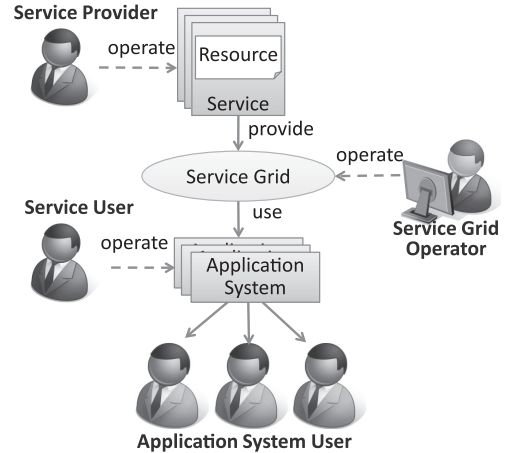 Service Provider
operate
Resource
Service
provide
Service Grid
operate
Service Grid
Operator
use
Service User
operate
Application
System
Application System User